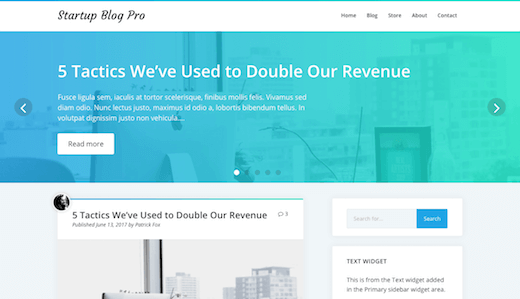 Startup Blog Pro
Home Blog Store About Contact
5 Tactics We've Used to Double Our Revenue
Fusce ligula sem, iaculis at tortor scelerisque, finibus mollis felis. Vivamus sed
diam odio. Nunc lectus justo, maximus id odio a, lobortis bibendum tellus. In
volutpat dignissim justo non vehicula....
Read more
5 Tactics We've Used to Double Our Revenue
3
Published June 13, 2017 by Patrick Fox
Search for...
Search
TEXT WIDGET
This is from the Text widget added
in the Primary sidebar widget area.